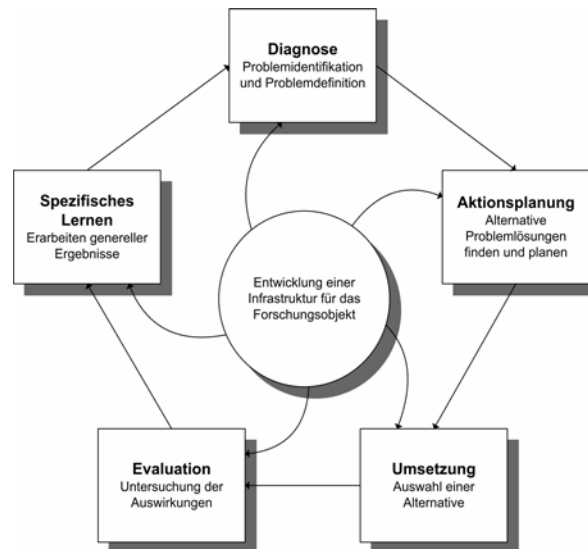 Diagnose
Problemidentifikation
und Problemdefinition
Aktionsplanung
Alternative
Problemlösungen
finden und planen
Umsetzung
Auswahl einer
Alternative
Evaluation
Untersuchung der
Auswirkungen
Spezifisches
Lernen
Erarbeiten genereller
Ergebnisse
Entwicklung einer
Infrastruktur für das
Forschungsobjekt